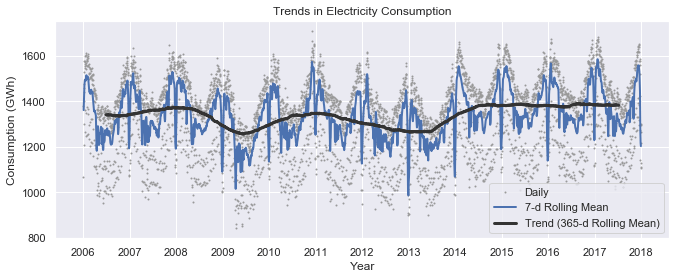 Trends in Electricity Consumption
Consumption (GWh)
1600
1400
1200
1000
800
2006 2007 2008 2009 2010 2011 2012 2013 2014 2015 2016 2017 2018
Year
Daily
7-d Rolling Mean
Trend (365-d Rolling Mean)